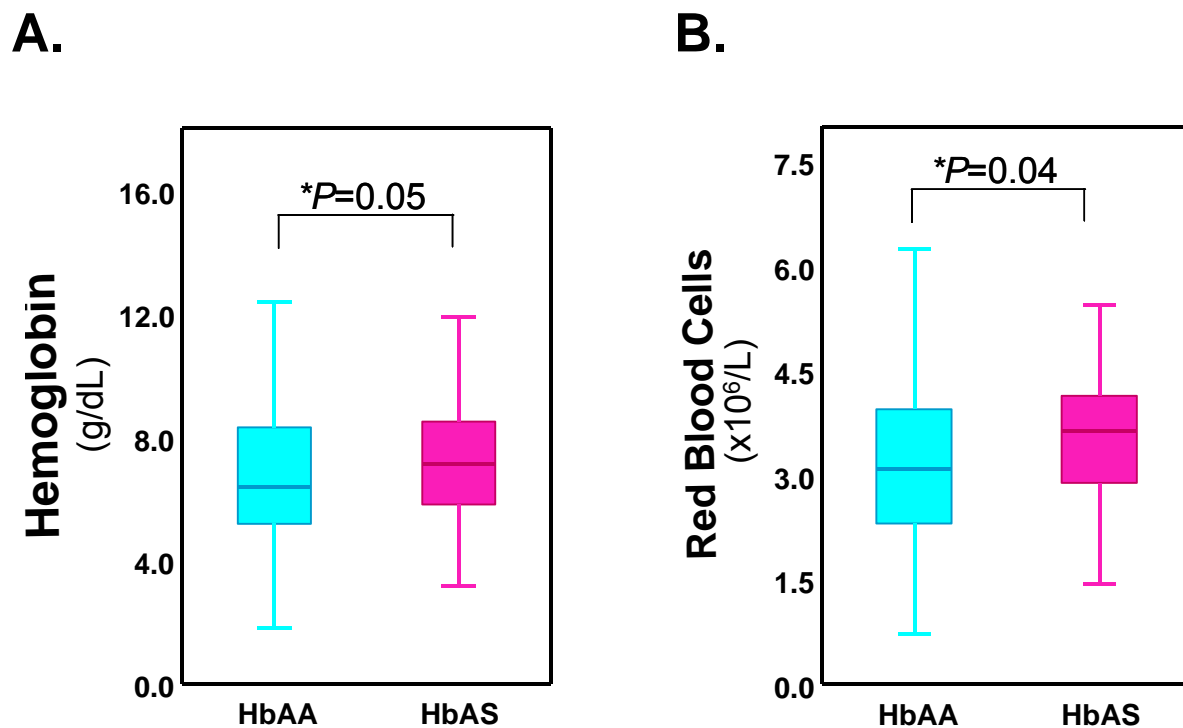 A.
Hemoglobin
(g/dL)
16.0
12.0
8.0
4.0
0.0
*P=0.05
HbAA
HbAS
B.
Red Blood Cells
(x10⁶/L)
7.5
6.0
4.5
3.0
1.5
0.0
*P=0.04
HbAA
HbAS